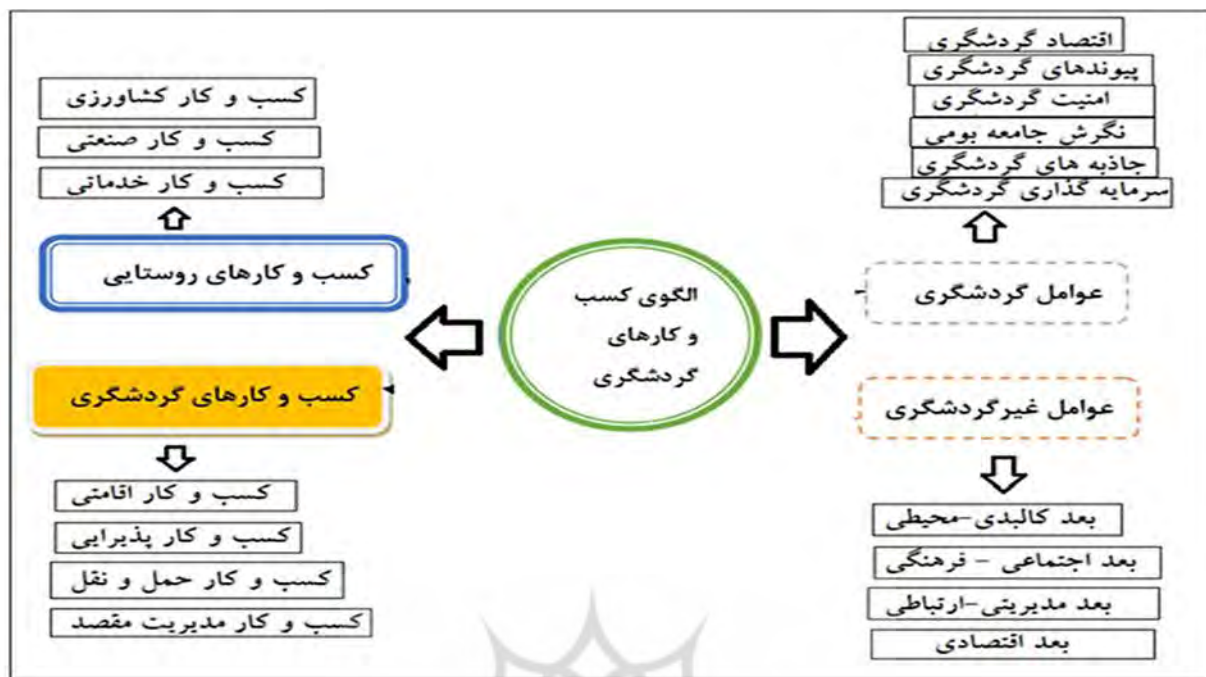 اقتصاد گردشگری
پیوندهای گردشگری
امنیت گردشگری
نگرش جامعه بومی
جاذبه های گردشگری
سرمایه گذاری گردشگری
عوامل گردشگری
عوامل غیرگردشگری
بعد کالبدی-محیطی
بعد اجتماعی - فرهنگی
بعد مدیریتی-ارتباطی
بعد اقتصادی
الگوی کسب
و کارهای
گردشگری
کسب و کار کشاورزی
کسب و کار صنعتی
کسب و کار خدماتی
کسب و کارهای روستایی
کسب و کارهای گردشگری
کسب و کار اقامتی
کسب و کار پذیرایی
کسب و کار حمل و نقل
کسب و کار مدیریت مقصد